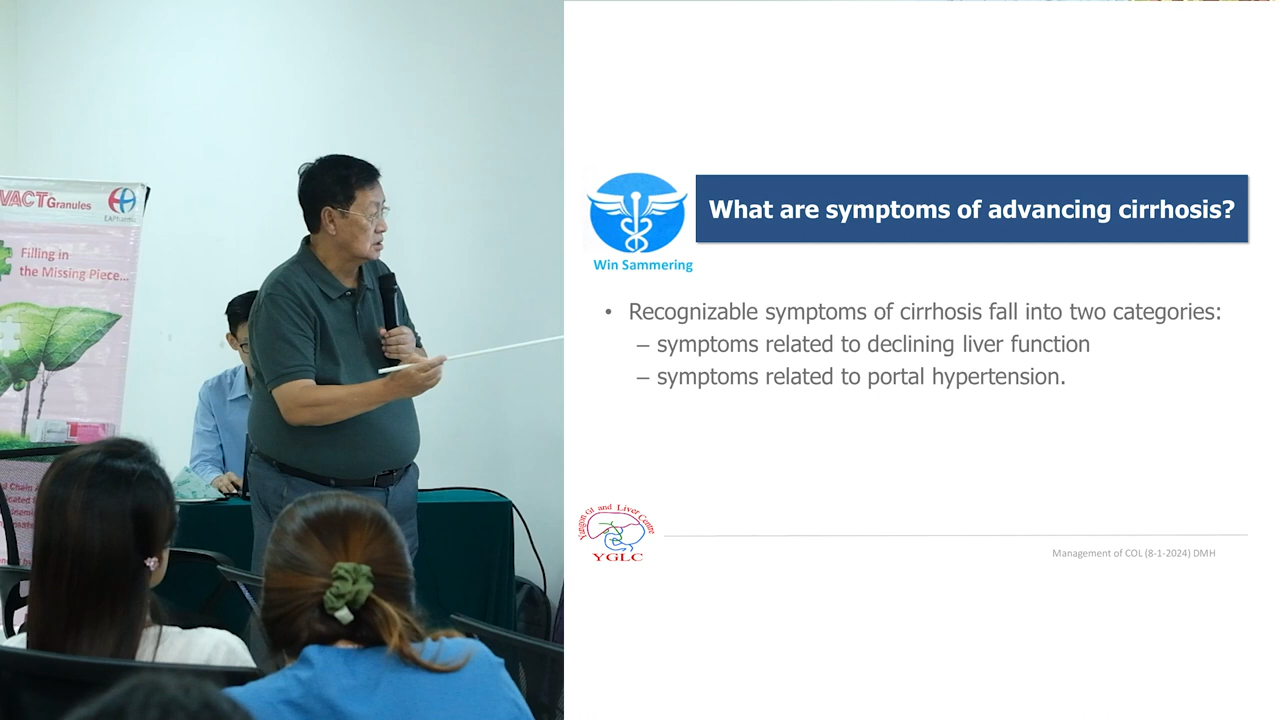 VACT Granules
EAPharma
Filling in
the Missing Piece...
What are symptoms of advancing cirrhosis?
Win Sammering
• Recognizable symptoms of cirrhosis fall into two categories:
– symptoms related to declining liver function
– symptoms related to portal hypertension.
Yangon GI and Liver Centre
YGLC
Management of COL (8-1-2024) DMH